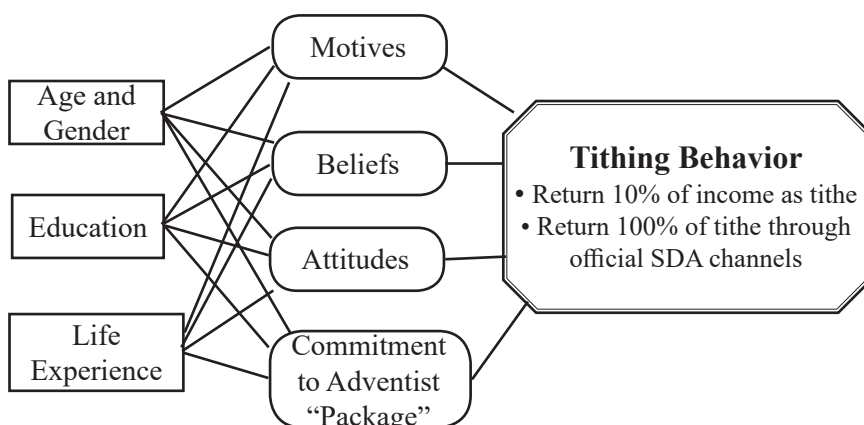 Motives
Age and
Gender
Beliefs
Education
Attitudes
Life
Experience
Commitment
to Adventist
“Package”
Tithing Behavior
• Return 10% of income as tithe
• Return 100% of tithe through
official SDA channels